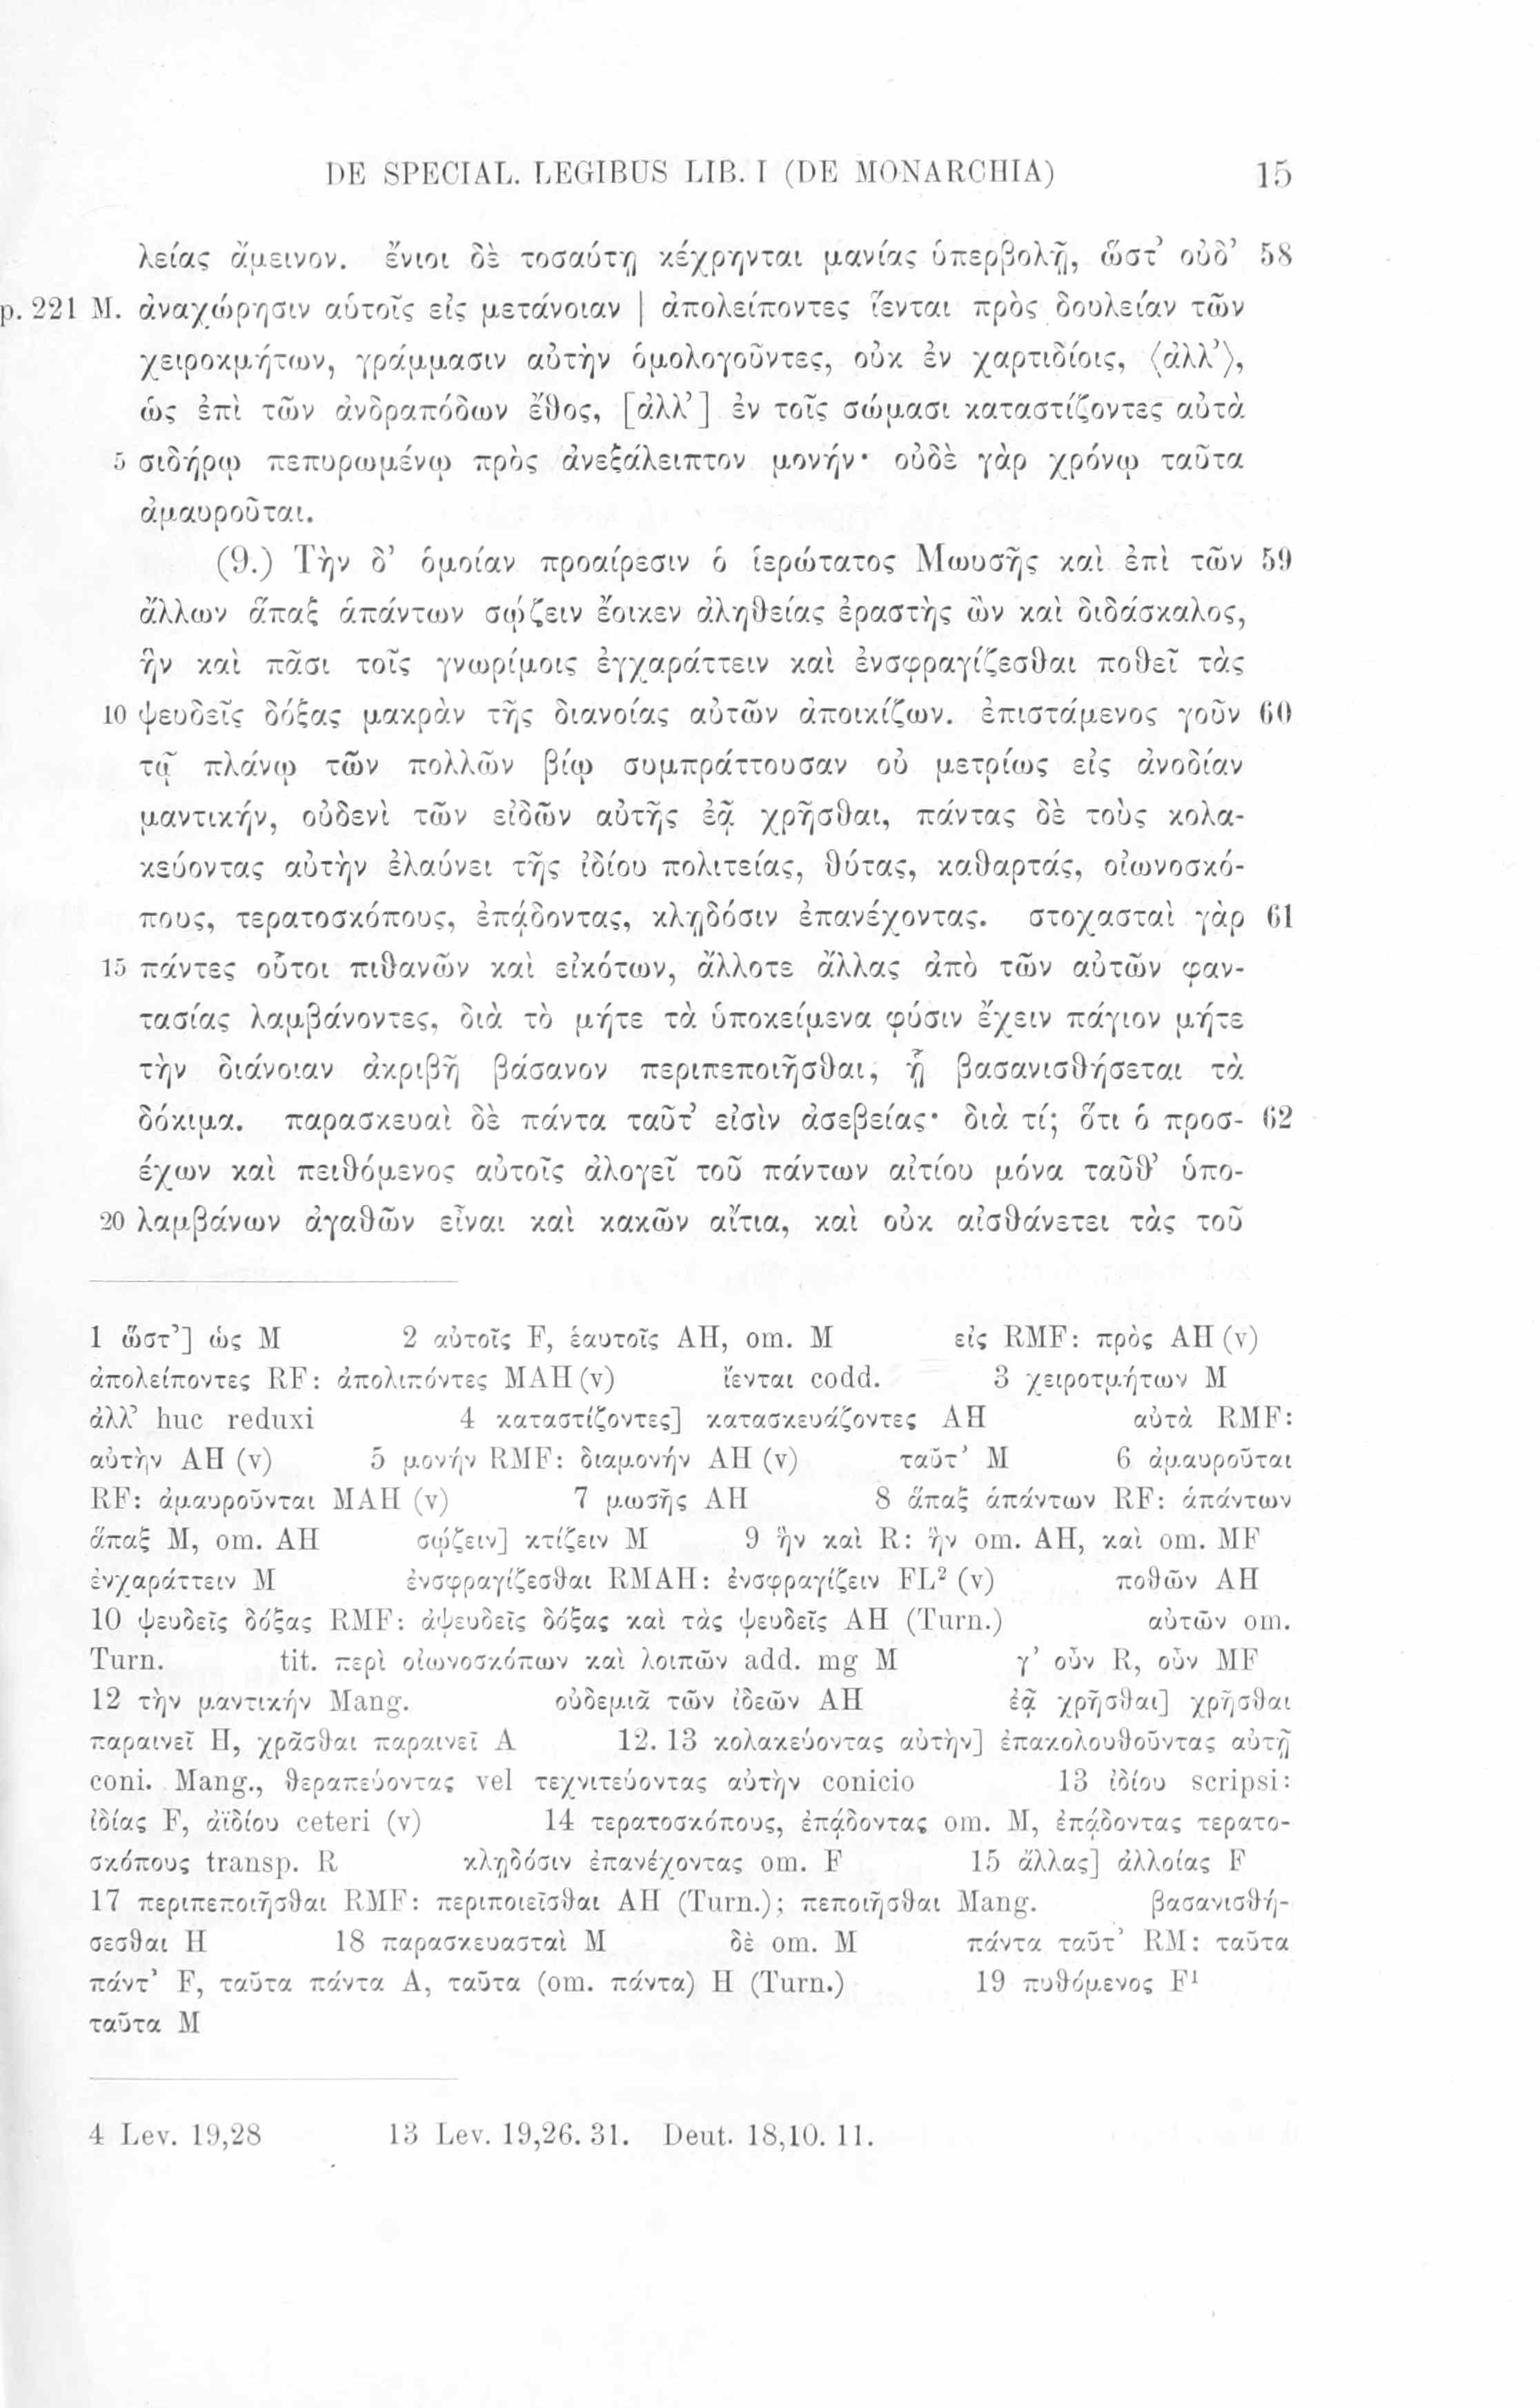 DE SPECIAL. LEGIBUS LIB. I (DE MONARCHIA) 15
λείας ἄμεινον. ἔνιοι δὲ τοσαύτῃ κέχρηνται μανίας ὑπερβολῇ, ὥστ’ οὐδ’ 58
p. 221 M. ἀναχώρησιν αὑτοῖς εἰς μετάνοιαν | ἀπολείποντες ἵενται πρὸς δουλείαν τῶν
χειροκμήτων, γράμμασιν αὐτὴν ὁμολογοῦντες, οὐκ ἐν χαρτιδίοις, ⟨ἀλλ’⟩,
ὡς ἐπὶ τῶν ἀνδραπόδων ἔθος, [ἀλλ’] ἐν τοῖς σώμασι καταστίζοντες αὐτὰ
5 σιδήρῳ πεπυρωμένῳ πρὸς ἀνεξάλειπτον μονήν· οὐδὲ γὰρ χρόνῳ ταῦτα
ἀμαυροῦται.
(9.) Τὴν δ’ ὁμοίαν προαίρεσιν ὁ ἱερώτατος Μωυσῆς καὶ ἐπὶ τῶν 59
ἄλλων ἅπαξ ἁπάντων σῴζειν ἔοικεν ἀληθείας ἐραστὴς ὢν καὶ διδάσκαλος,
ἣν καὶ πᾶσι τοῖς γνωρίμοις ἐγχαράττειν καὶ ἐνσφραγίζεσθαι ποθεῖ τὰς
10 ψευδεῖς δόξας μακρὰν τῆς διανοίας αὐτῶν ἀποικίζων. ἐπιστάμενος γοῦν 60
τῷ πλάνῳ τῶν πολλῶν βίῳ συμπράττουσαν οὐ μετρίως εἰς ἀνοδίαν
μαντικήν, οὐδενὶ τῶν εἰδῶν αὐτῆς ἐᾷ χρῆσθαι, πάντας δὲ τοὺς κολα-
κεύοντας αὐτὴν ἐλαύνει τῆς ἰδίου πολιτείας, θύτας, καθαρτάς, οἰωνοσκό-
πους, τερατοσκόπους, ἐπᾴδοντας, κλῃδόσιν ἐπανέχοντας. στοχασταὶ γὰρ 61
15 πάντες οὗτοι πιθανῶν καὶ εἰκότων, ἄλλοτε ἄλλας ἀπὸ τῶν αὐτῶν φαν-
τασίας λαμβάνοντες, διὰ τὸ μήτε τὰ ὑποκείμενα φύσιν ἔχειν πάγιον μήτε
τὴν διάνοιαν ἀκριβῆ βάσανον περιπεποιῆσθαι, ᾗ βασανισθήσεται τὰ
δόκιμα. παρασκευαὶ δὲ πάντα ταῦτ’ εἰσὶν ἀσεβείας· διὰ τί; ὅτι ὁ προσ- 62
έχων καὶ πειθόμενος αὐτοῖς ἀλογεῖ τοῦ πάντων αἰτίου μόνα ταῦθ’ ὑπο-
20 λαμβάνων ἀγαθῶν εἶναι καὶ κακῶν αἴτια, καὶ οὐκ αἰσθάνετει τὰς τοῦ
1 ὥστ’] ὡς M 2 αὐτοῖς F, ἑαυτοῖς AH, om. M εἰς RMF: πρὸς AH (v)
ἀπολείποντες RF: ἀπολιπόντες MAH (v) ἵενται codd. 3 χειροτμήτων M
ἀλλ’ huc reduxi 4 καταστίζοντες] κατασκευάζοντες AH αὐτὰ RMF:
αὐτὴν AH (v) 5 μονήν RMF: διαμονήν AH (v) ταῦτ’ M 6 ἀμαυροῦται
RF: ἀμαυροῦνται MAH (v) 7 μωσῆς AH 8 ἅπαξ ἁπάντων RF: ἁπάντων
ἅπαξ M, om. AH σῴζειν] κτίζειν M 9 ἣν καὶ R: ἣν om. AH, καὶ om. MF
ἐνχαράττειν M ἐνσφραγίζεσθαι RMAH: ἐνσφραγίζειν FL² (v) ποθῶν AH
10 ψευδεῖς δόξας RMF: ἀψευδεῖς δόξας καὶ τὰς ψευδεῖς AH (Turn.) αὐτῶν om.
Turn. tit. περὶ οἰωνοσκόπων καὶ λοιπῶν add. mg M γ’ οὖν R, οὖν MF
12 τὴν μαντικήν Mang. οὐδεμιᾷ τῶν ἰδεῶν AH ἐᾷ χρῆσθαι] χρῆσθαι
παραινεῖ H, χρᾶσθαι παραινεῖ A 12. 13 κολακεύοντας αὐτὴν] ἐπακολουθοῦντας αὐτῇ
coni. Mang., θεραπεύοντας vel τεχνιτεύοντας αὐτὴν conicio 13 ἰδίου scripsi:
ἰδίας F, ἀϊδίου ceteri (v) 14 τερατοσκόπους, ἐπᾴδοντας om. M, ἐπᾴδοντας τερατο-
σκόπους transp. R κλῃδόσιν ἐπανέχοντας om. F 15 ἄλλας] ἀλλοίας F
17 περιπεποιῆσθαι RMF: περιποιεῖσθαι AH (Turn.); πεποιῆσθαι Mang. βασανισθή-
σεσθαι H 18 παρασκευασταὶ M δὲ om. M πάντα ταῦτ’ RM: ταῦτα
πάντ’ F, ταῦτα πάντα A, ταῦτα (om. πάντα) H (Turn.) 19 πυθόμενος F¹
ταῦτα M
4 Lev. 19,28 13 Lev. 19,26. 31. Deut. 18,10. 11.